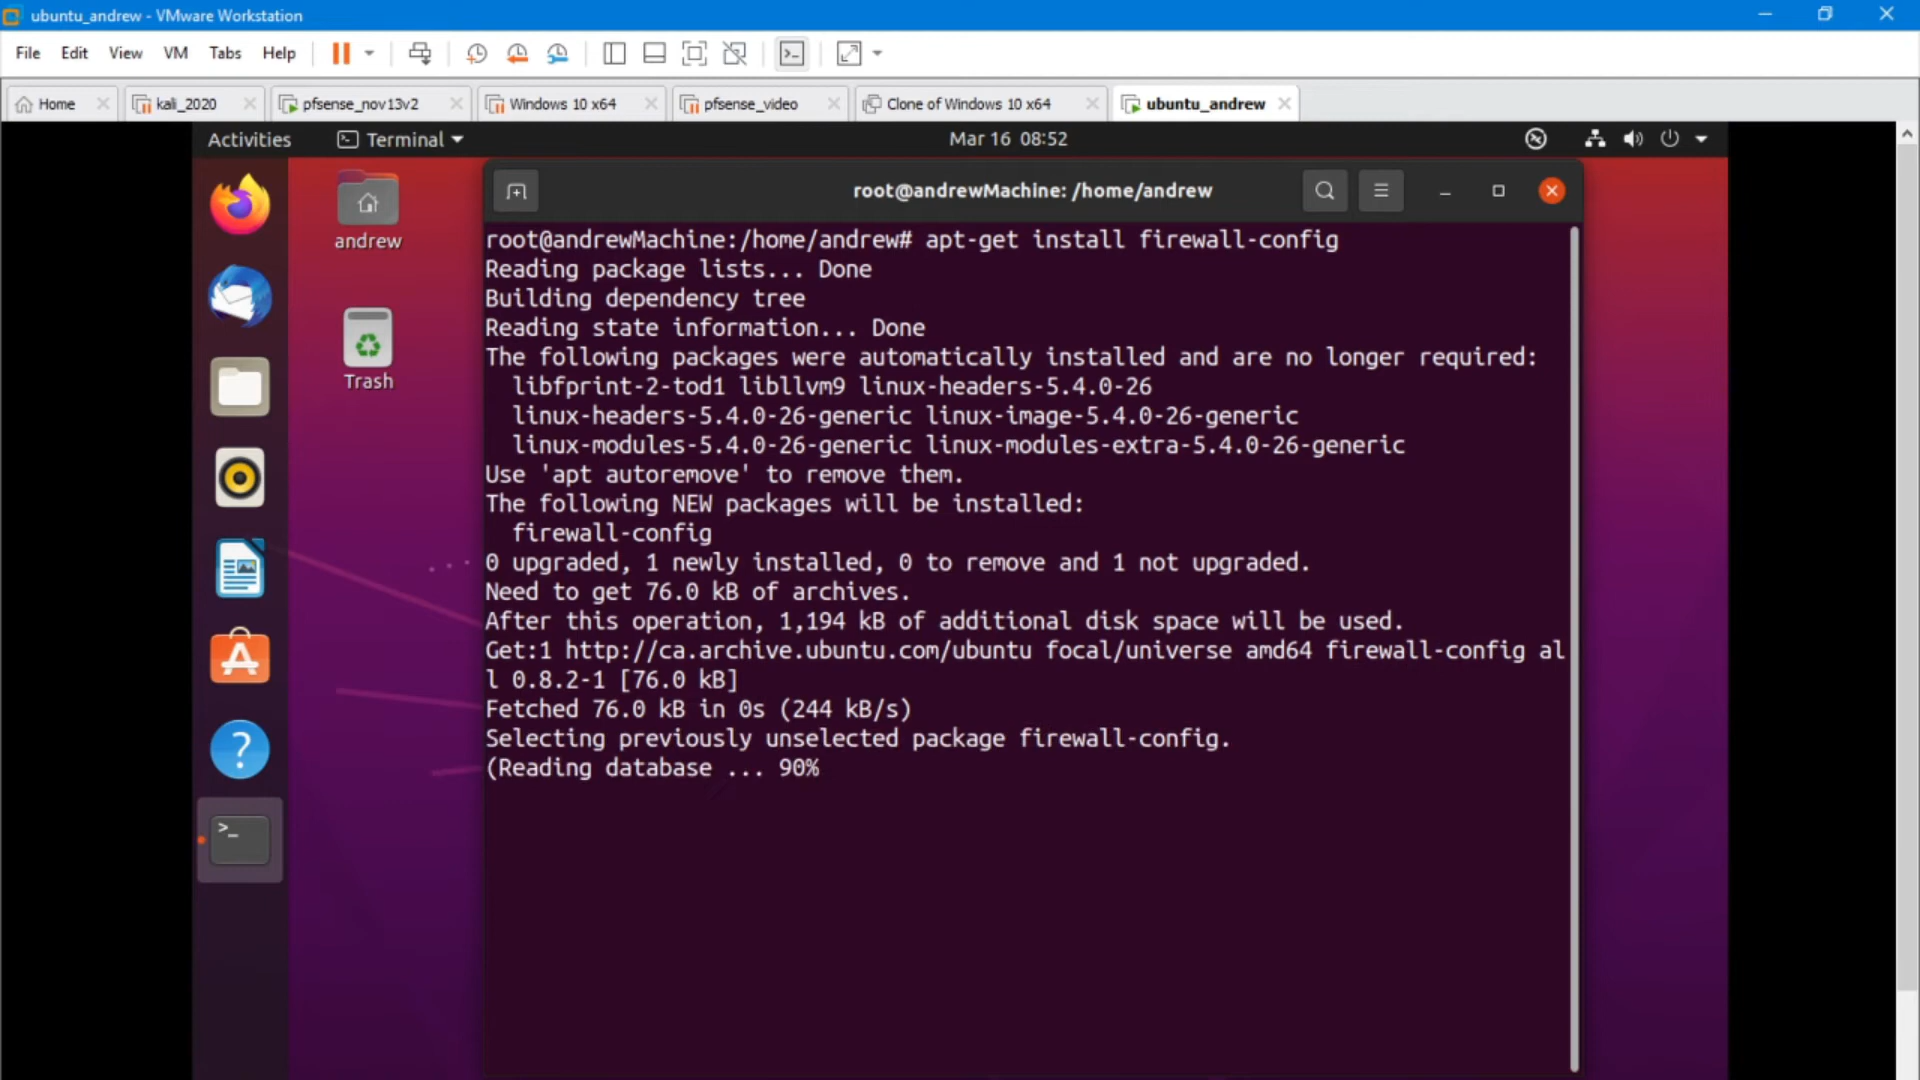 ubuntu_andrew - VMware Workstation
File Edit View VM Tabs Help
Home kali_2020 pfsense_nov13v2 Windows 10 x64 pfsense_video Clone of Windows 10 x64 ubuntu_andrew
Activities Terminal Mar 16 08:52
andrew
Trash
root@andrewMachine: /home/andrew
root@andrewMachine:/home/andrew# apt-get install firewall-config
Reading package lists... Done
Building dependency tree
Reading state information... Done
The following packages were automatically installed and are no longer required:
libfprint-2-tod1 libllvm9 linux-headers-5.4.0-26
linux-headers-5.4.0-26-generic linux-image-5.4.0-26-generic
linux-modules-5.4.0-26-generic linux-modules-extra-5.4.0-26-generic
Use 'apt autoremove' to remove them.
The following NEW packages will be installed:
firewall-config
0 upgraded, 1 newly installed, 0 to remove and 1 not upgraded.
Need to get 76.0 kB of archives.
After this operation, 1,194 kB of additional disk space will be used.
Get:1 http://ca.archive.ubuntu.com/ubuntu focal/universe amd64 firewall-config al
l 0.8.2-1 [76.0 kB]
Fetched 76.0 kB in 0s (244 kB/s)
Selecting previously unselected package firewall-config.
(Reading database ... 90%